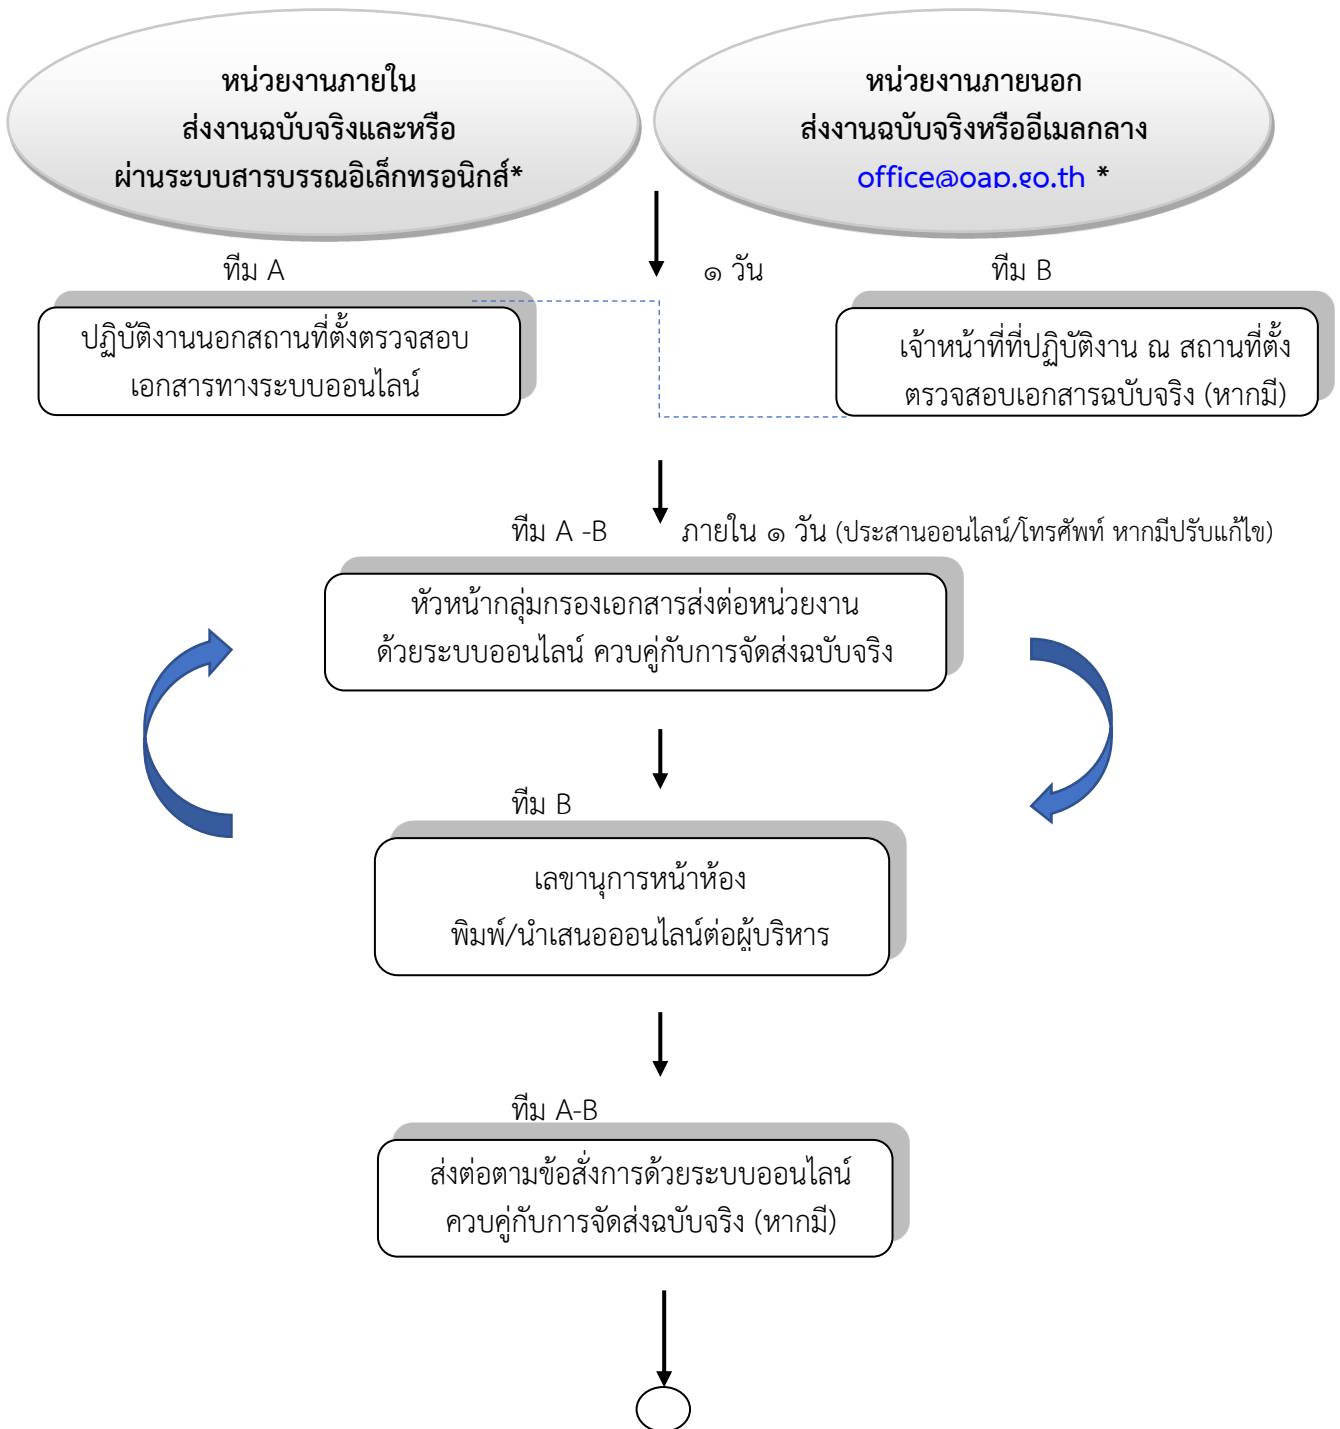 หน่วยงานภายใน
ส่งงานฉบับจริงและหรือ
ผ่านระบบสารบรรณอิเล็กทรอนิกส์*
หน่วยงานภายนอก
ส่งงานฉบับจริงหรืออีเมลกลาง
office@oap.go.th *
ทีม A
๑ วัน
ทีม B
ปฏิบัติงานนอกสถานที่ตั้งตรวจสอบ
เอกสารทางระบบออนไลน์
เจ้าหน้าที่ที่ปฏิบัติงาน ณ สถานที่ตั้ง
ตรวจสอบเอกสารฉบับจริง (หากมี)
ทีม A -B ภายใน ๑ วัน (ประสานออนไลน์/โทรศัพท์ หากมีปรับแก้ไข)
หัวหน้ากลุ่มกรองเอกสารส่งต่อหน่วยงาน
ด้วยระบบออนไลน์ ควบคู่กับการจัดส่งฉบับจริง
ทีม B
เลขานุการหน้าห้อง
พิมพ์/นำเสนอออนไลน์ต่อผู้บริหาร
ทีม A-B
ส่งต่อตามข้อสั่งการด้วยระบบออนไลน์
ควบคู่กับการจัดส่งฉบับจริง (หากมี)